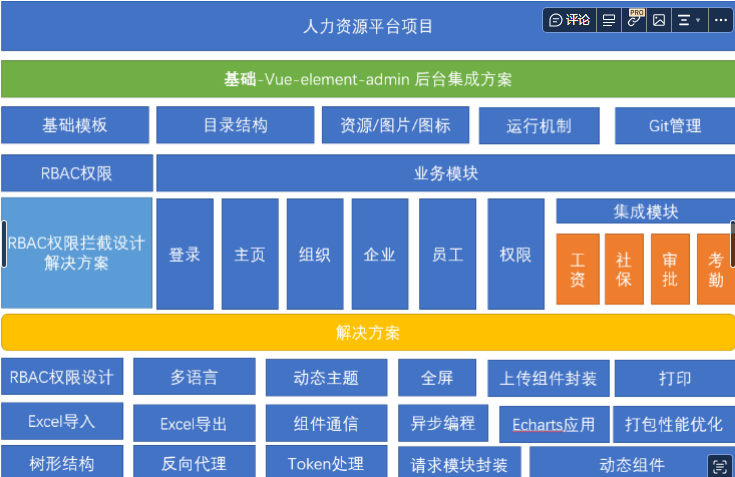 人力资源平台项目
评论
PRO
基础-Vue-element-admin 后台集成方案
基础模板
目录结构
资源/图片/图标
运行机制
Git管理
RBAC权限
业务模块
RBAC权限拦截设计
解决方案
登录
主页
组织
企业
员工
权限
集成模块
工资
社保
审批
考勤
解决方案
RBAC权限设计
多语言
动态主题
全屏
上传组件封装
打印
Excel导入
Excel导出
组件通信
异步编程
Echarts应用
打包性能优化
树形结构
反向代理
Token处理
请求模块封装
动态组件